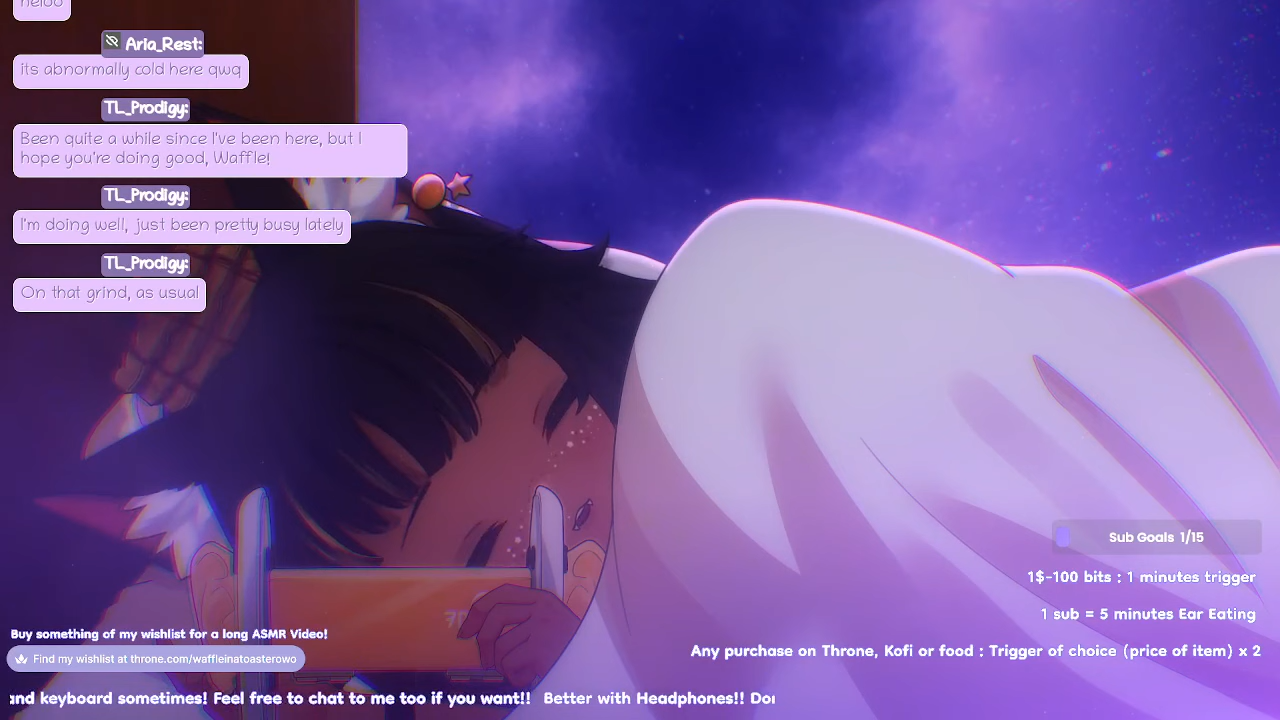 heloo
Aria_Rest:
its abnormally cold here qwq
TL_Prodigy:
Been quite a while since I've been here, but I
hope you're doing good, Waffle!
TL_Prodigy:
I'm doing well, just been pretty busy lately
TL_Prodigy:
On that grind, as usual
Sub Goals 1/15
1$-100 bits : 1 minutes trigger
1 sub = 5 minutes Ear Eating
Any purchase on Throne, Kofi or food : Trigger of choice (price of item) x 2
Buy something of my wishlist for a long ASMR Video!
Find my wishlist at throne.com/waffleinatoasterowo
and keyboard sometimes! Feel free to chat to me too if you want!! Better with Headphones!!